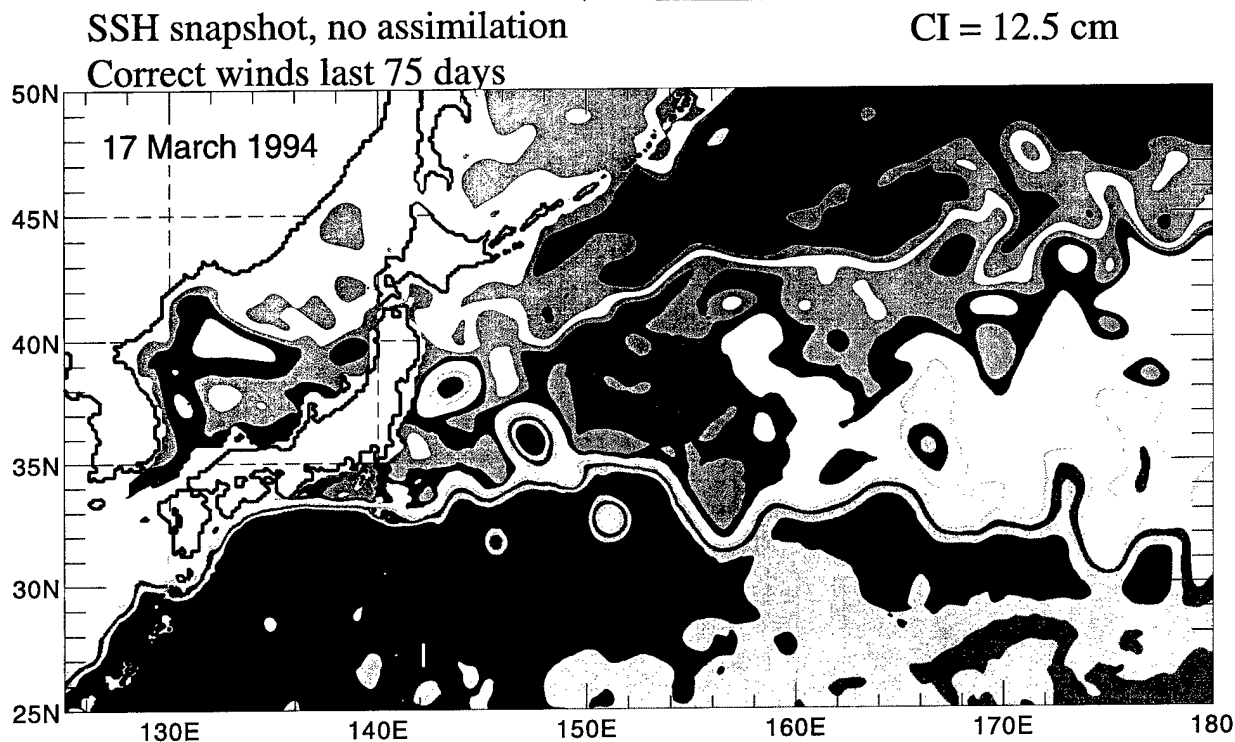 SSH snapshot, no assimilation
CI = 12.5 cm
Correct winds last 75 days
50N
17 March 1994
45N
40N
35N
30N
25N
130E
140E
150E
160E
170E
180